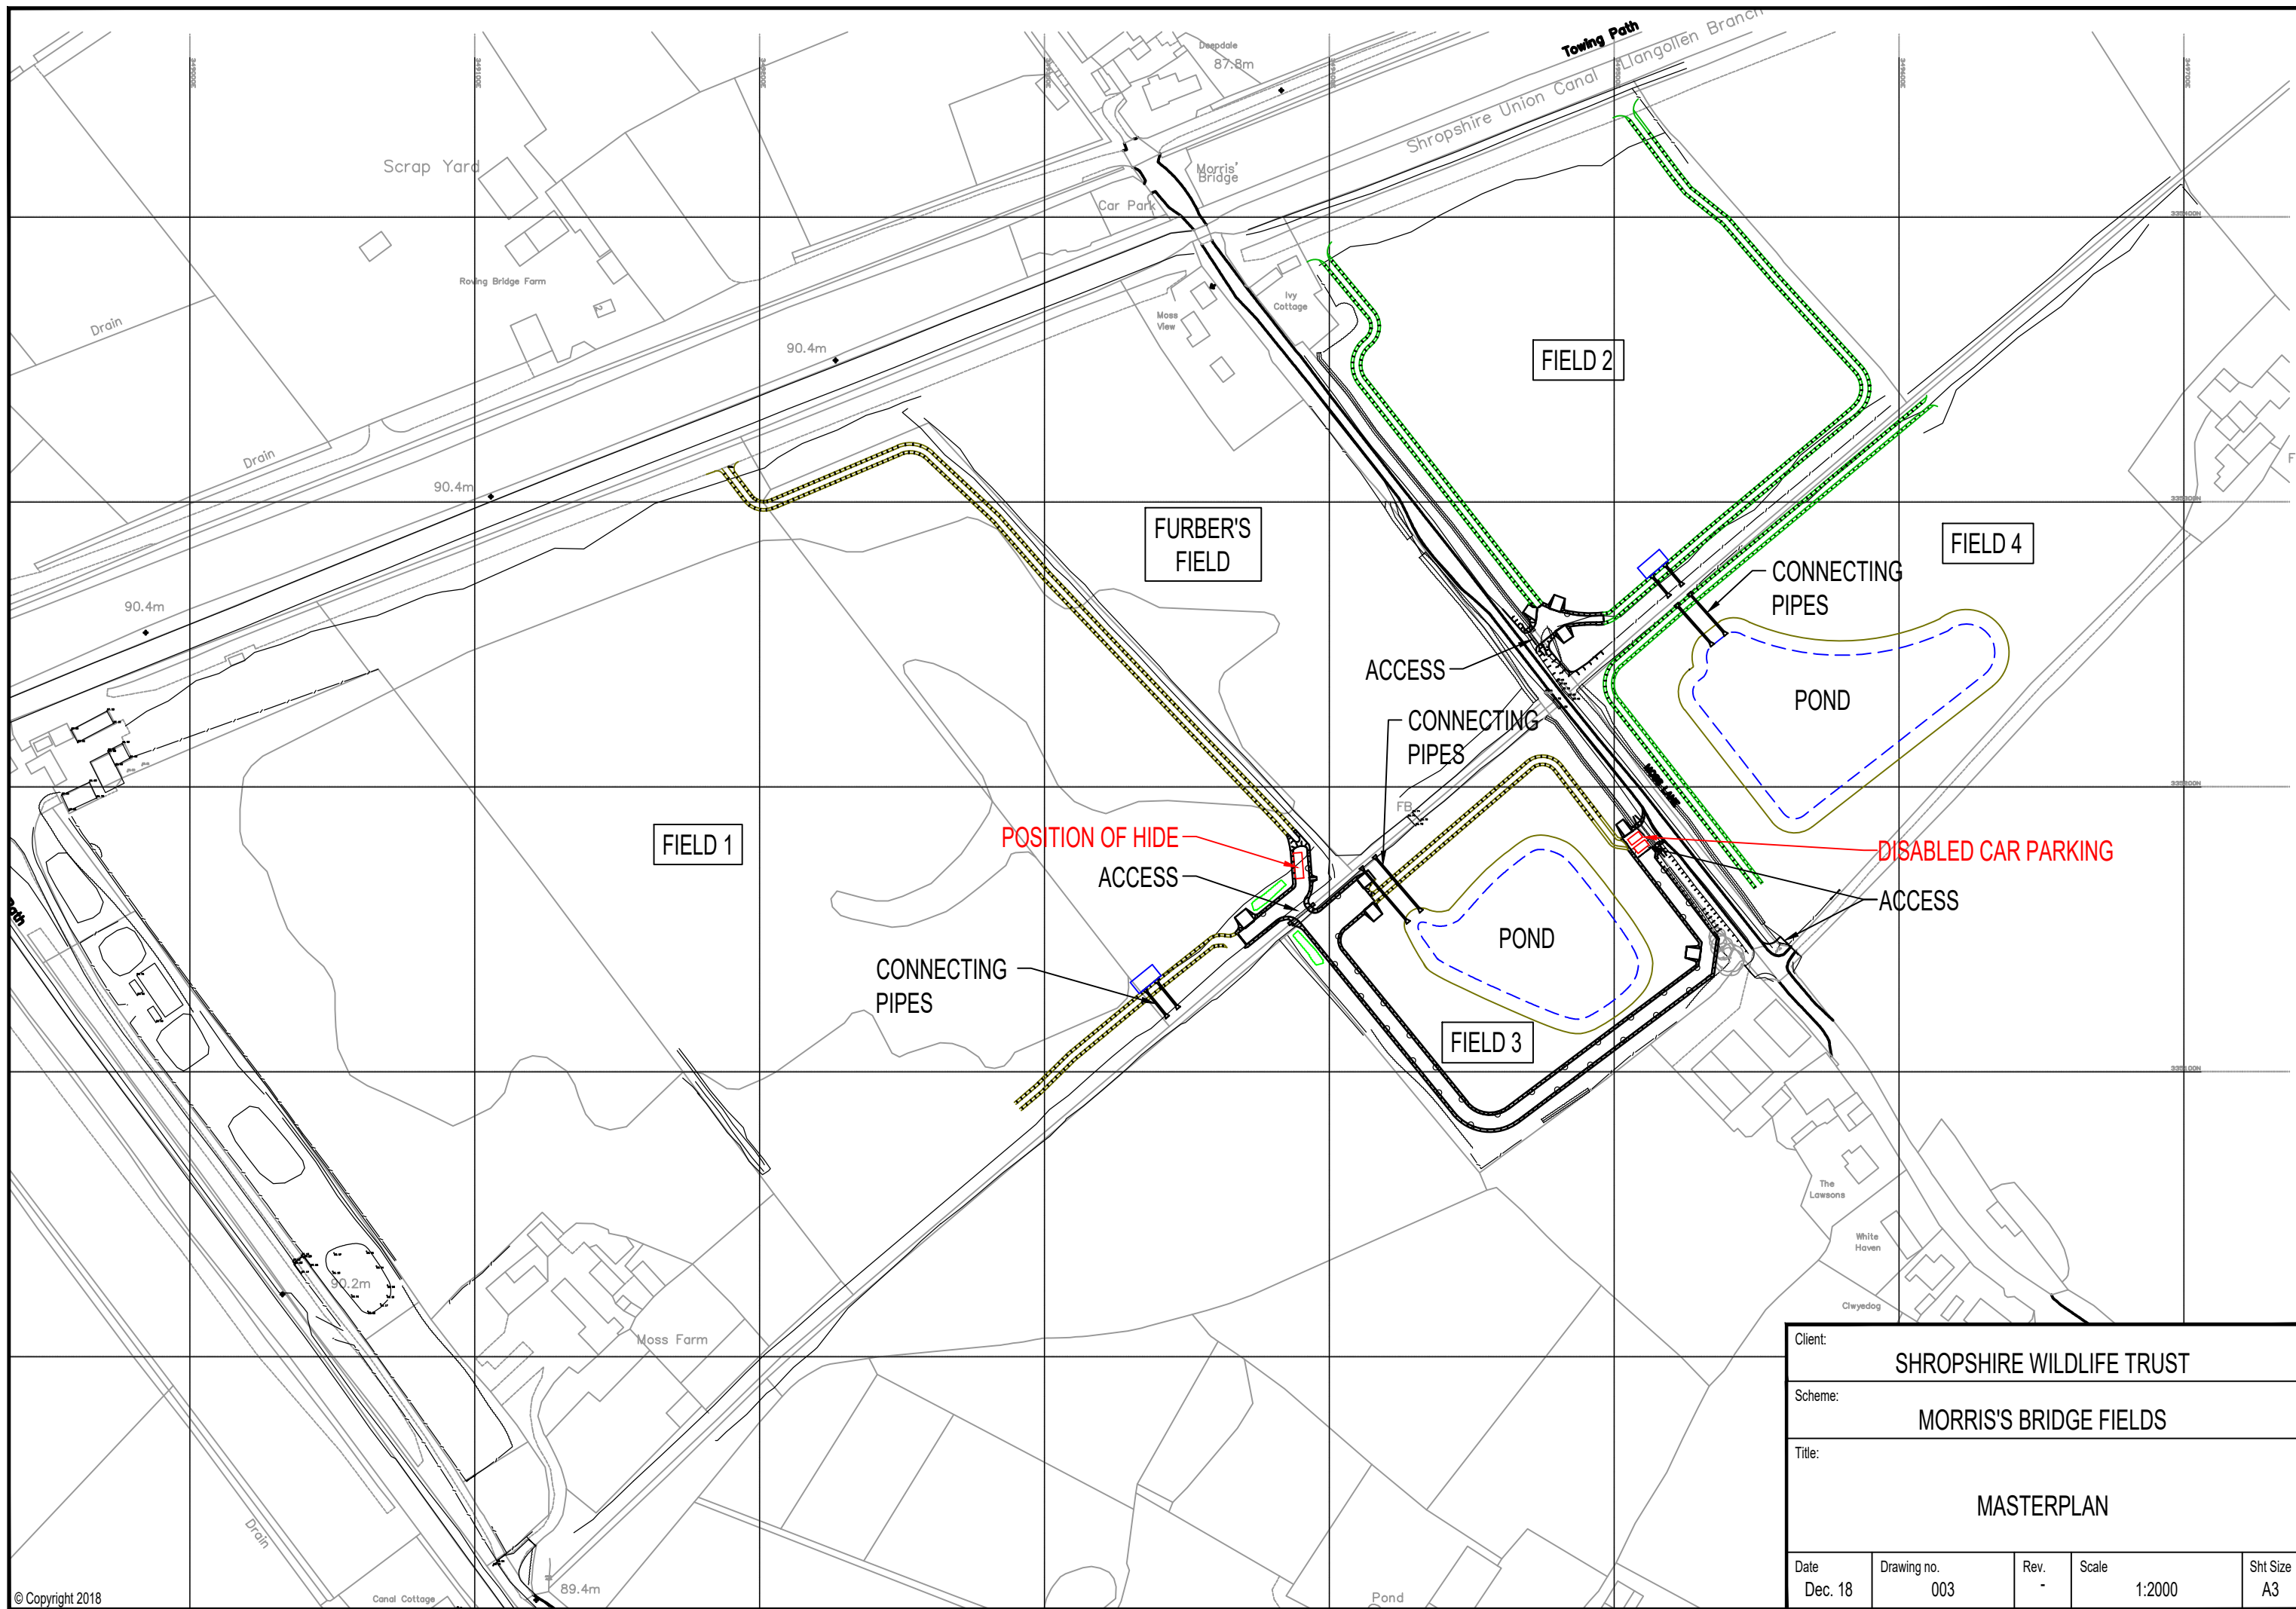 Deepdale
87.8m
Towing Path
Shropshire Union Canal
Llangollen Branch
Scrap Yard
Morris'
Bridge
Car Park
Roving Bridge Farm
2
Ivy
Cottage
Moss
View
Drain
90.4m
FIELD 2
Drain
90.4m
FURBER'S
FIELD
FIELD 4
CONNECTING
PIPES
90.4m
ACCESS
POND
CONNECTING
PIPES
MOSS LANE
FB
FIELD 1
POSITION OF HIDE
DISABLED CAR PARKING
ACCESS
ACCESS
Path
POND
CONNECTING
PIPES
FIELD 3
335100N
The
Lawsons
White
Haven
90.2m
Clwyedog
Moss Farm
Drain
89.4m
Canal Cottage
Pond
Client:
SHROPSHIRE WILDLIFE TRUST
Scheme:
MORRIS'S BRIDGE FIELDS
Title:
MASTERPLAN
Date
Drawing no.
Rev.
Scale
Sht Size
Dec. 18
003
-
1:2000
A3
© Copyright 2018